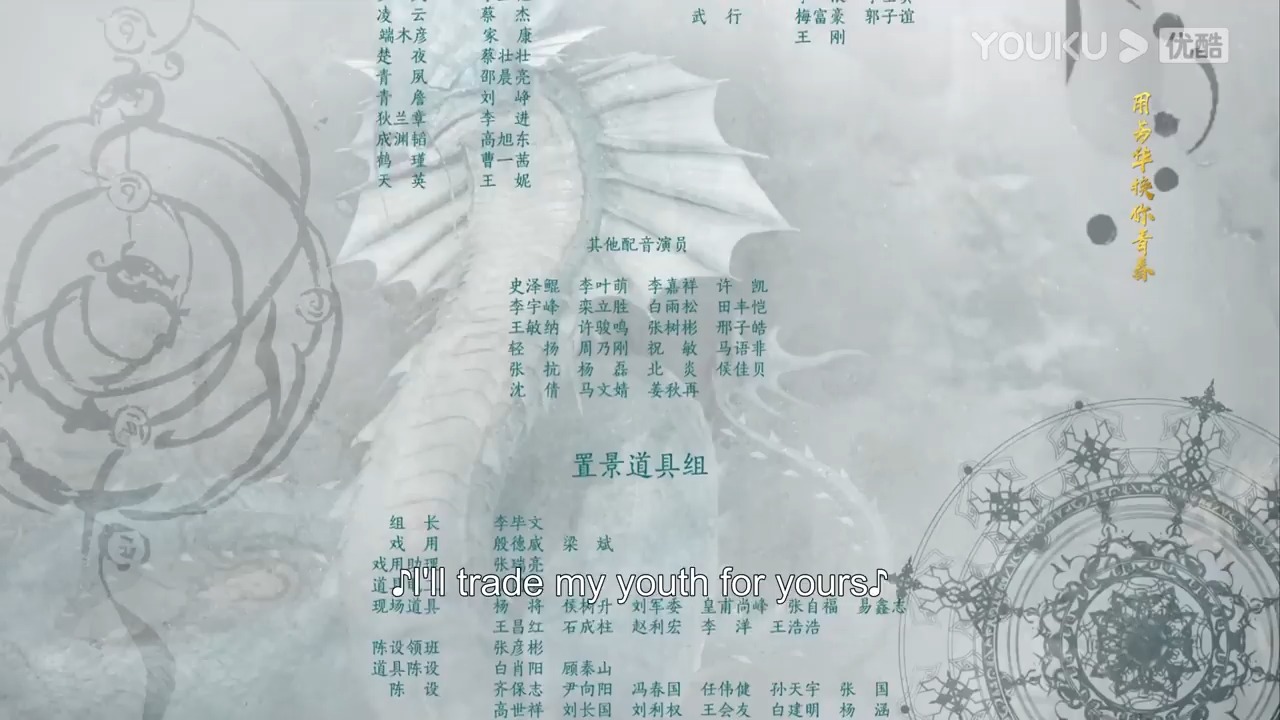 武 行 梅富豪 郭子谊
王 刚
凌 云 蔡 杰
端木彦 家 康
楚 夜 蔡壮壮
青 夙 邵晨亮
青 詹 刘 峥
狄兰章 李 进
成渊韬 高旭东
鹤 瑾 曹一茜
天 英 王 妮
YOUKU 优酷
用与华换你青春
其他配音演员
史泽鲲 李叶萌 李嘉祥 许 凯
李宇峰 栾立胜 白雨松 田丰恺
王敏纳 许骏鸣 张树彬 邢子皓
轻 扬 周乃刚 祝 敏 马语非
张 抗 杨 磊 北 炎 侯佳贝
沈 倩 马文婧 姜秋再
置景道具组
组 长 李毕文
戏 用 殷德威 梁 斌
戏用助理 张瑞亮
♪I'll trade my youth for yours♪
现场道具 杨 将 侯树升 刘军委 皇甫尚峰 张自福 易鑫志
王昌红 石成柱 赵利宏 李 洋 王浩浩
陈设领班 张彦彬
道具陈设 白肖阳 顾泰山
陈 设 齐保志 尹向阳 冯春国 任伟健 孙天宇 张 国
高世祥 刘长国 刘利权 王会友 白建明 杨 涵